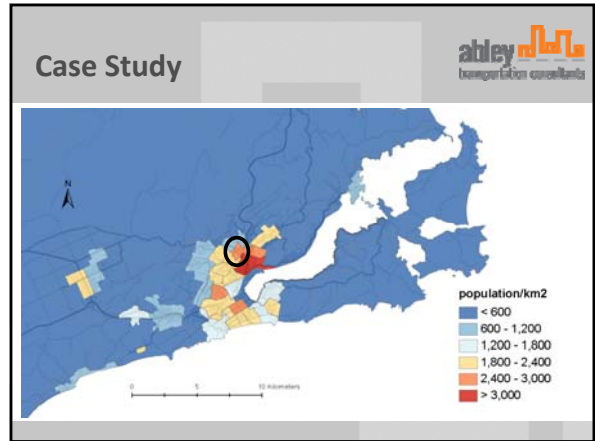 Case Study
abley
transportation consultants
N
population/km2
< 600
600 - 1,200
1,200 - 1,800
1,800 - 2,400
2,400 - 3,000
> 3,000
0 5 10 Kilometers